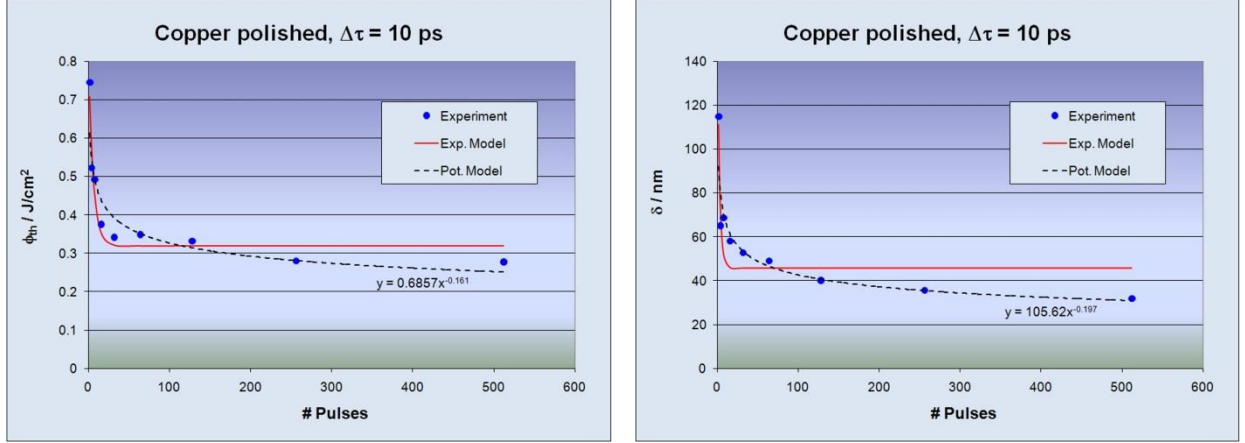 Copper polished, Δτ = 10 ps
0.8
0.7
0.6
0.5
0.4
0.3
0.2
0.1
0
ϕth / J/cm²
Experiment
Exp. Model
Pot. Model
y = 0.6857x^-0.161
0 100 200 300 400 500 600
# Pulses
Copper polished, Δτ = 10 ps
140
120
100
80
60
40
20
0
δ / nm
Experiment
Exp. Model
Pot. Model
y = 105.62x^-0.197
0 100 200 300 400 500 600
# Pulses